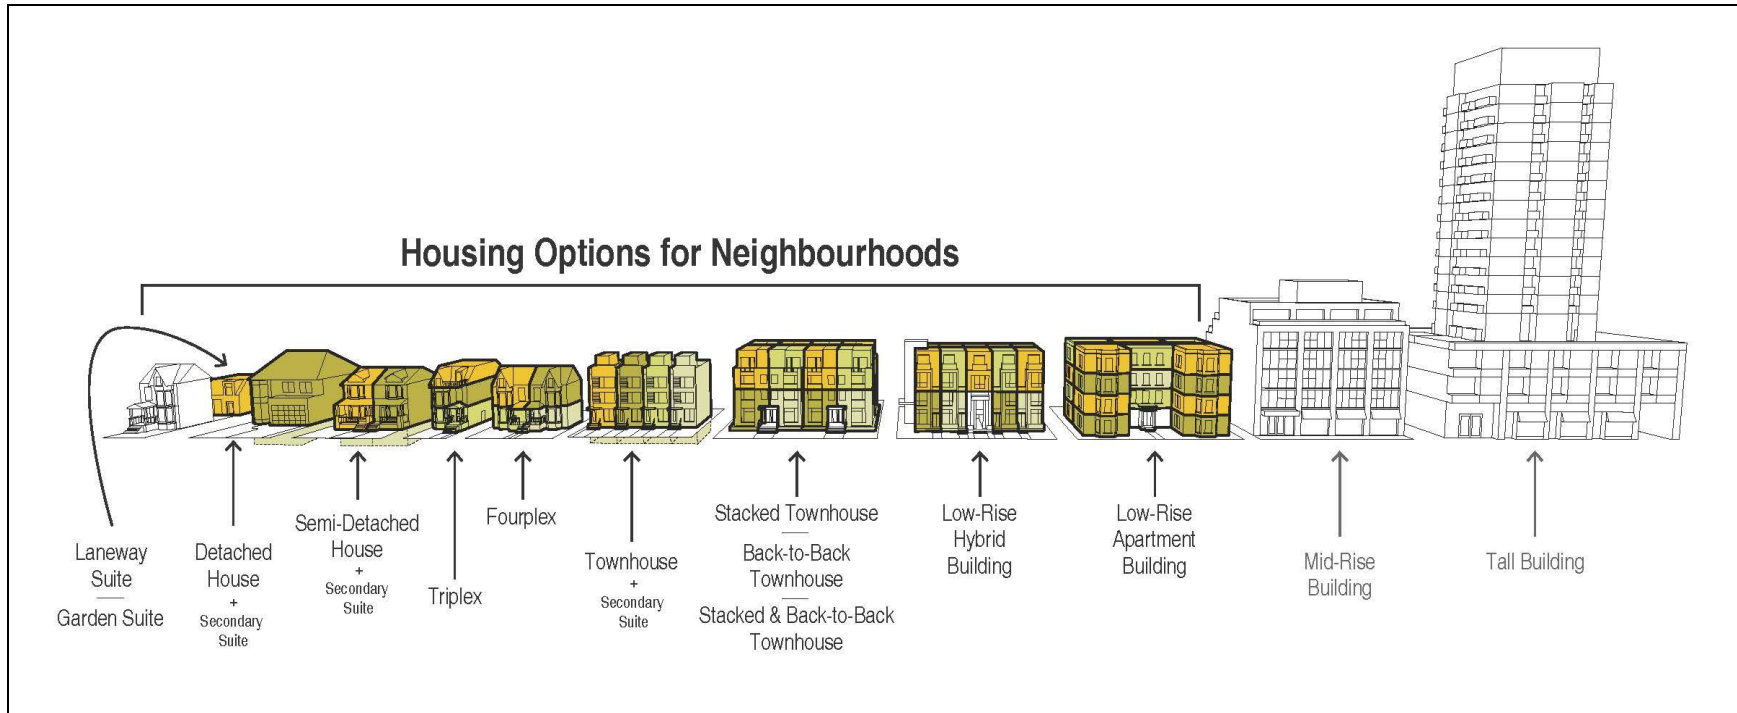 Housing Options for Neighbourhoods
Laneway
Suite
Garden Suite
Detached
House
+
Secondary
Suite
Semi-Detached
House
+
Secondary
Suite
Triplex
Fourplex
Townhouse
+
Secondary
Suite
Stacked Townhouse
Back-to-Back
Townhouse
Stacked & Back-to-Back
Townhouse
Low-Rise
Hybrid
Building
Low-Rise
Apartment
Building
Mid-Rise
Building
Tall Building